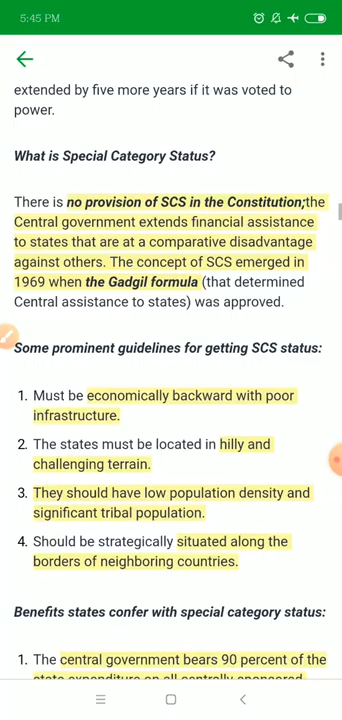 5:45 PM
extended by five more years if it was voted to
power.
What is Special Category Status?
There is no provision of SCS in the Constitution;the
Central government extends financial assistance
to states that are at a comparative disadvantage
against others. The concept of SCS emerged in
1969 when the Gadgil formula (that determined
Central assistance to states) was approved.
Some prominent guidelines for getting SCS status:
1. Must be economically backward with poor
infrastructure.
2. The states must be located in hilly and
challenging terrain.
3. They should have low population density and
significant tribal population.
4. Should be strategically situated along the
borders of neighboring countries.
Benefits states confer with special category status:
1. The central government bears 90 percent of the
state expenditure on all centrally sponsored